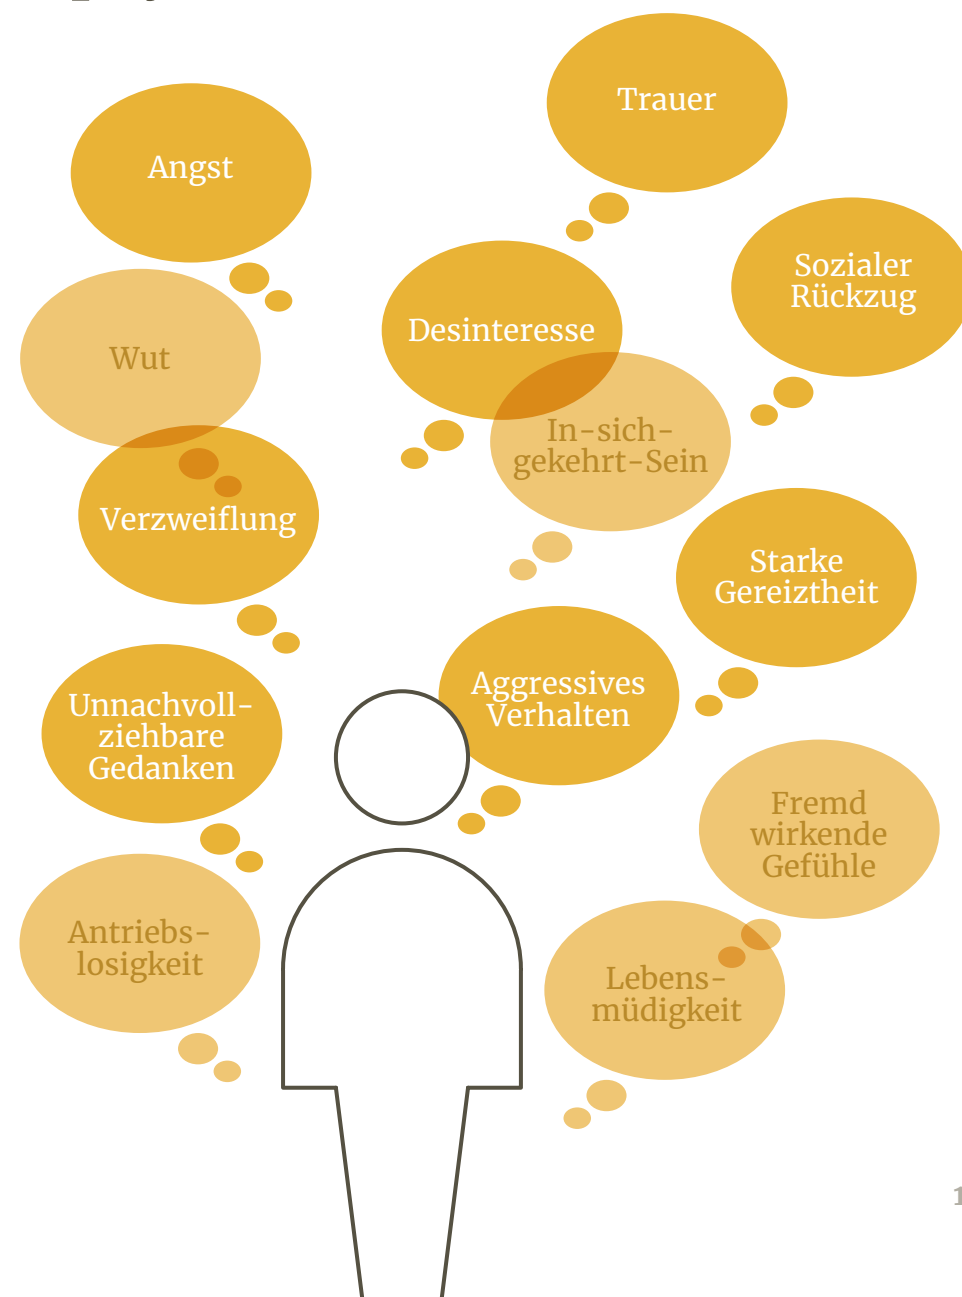 Trauer
Angst
Sozialer
Rückzug
Desinteresse
Wut
In-sich-
gekehrt-Sein
Verzweiflung
Starke
Gereiztheit
Aggressives
Verhalten
Unnachvoll-
ziehbare
Gedanken
Fremd
wirkende
Gefühle
Antriebs-
losigkeit
Lebens-
müdigkeit